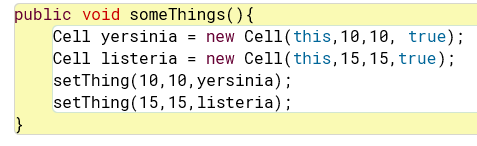 public void someThings(){
    Cell yersinia = new Cell(this,10,10, true);
    Cell listeria = new Cell(this,15,15,true);
    setThing(10,10,yersinia);
    setThing(15,15,listeria);
}